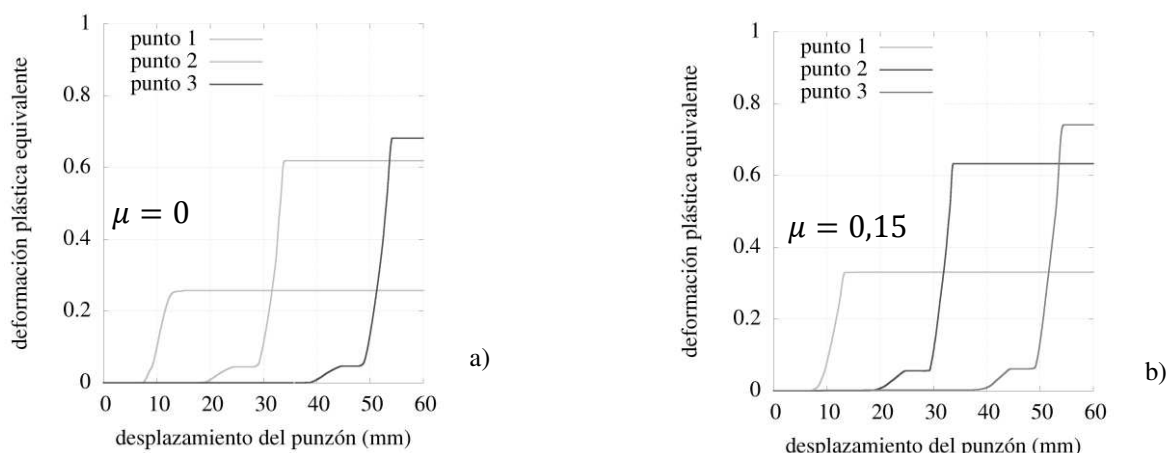 1
punto 1
punto 2
punto 3
0.8
0.6
0.4
0.2
0
μ = 0
deformación plástica equivalente
0 10 20 30 40 50 60
desplazamiento del punzón (mm)
a)
1
punto 1
punto 2
punto 3
0.8
0.6
0.4
0.2
0
μ = 0,15
deformación plástica equivalente
0 10 20 30 40 50 60
desplazamiento del punzón (mm)
b)